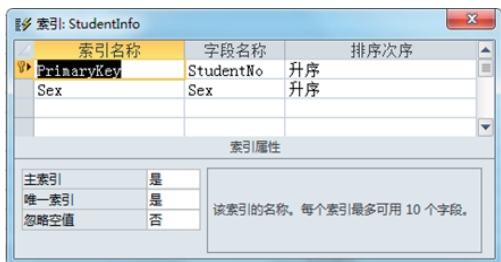 索引: StudentInfo
索引名称 字段名称 排序次序
PrimaryKey StudentNo 升序
Sex Sex 升序
索引属性
主索引 是
唯一索引 是
忽略空值 否
该索引的名称。每个索引最多可用 10 个字段。